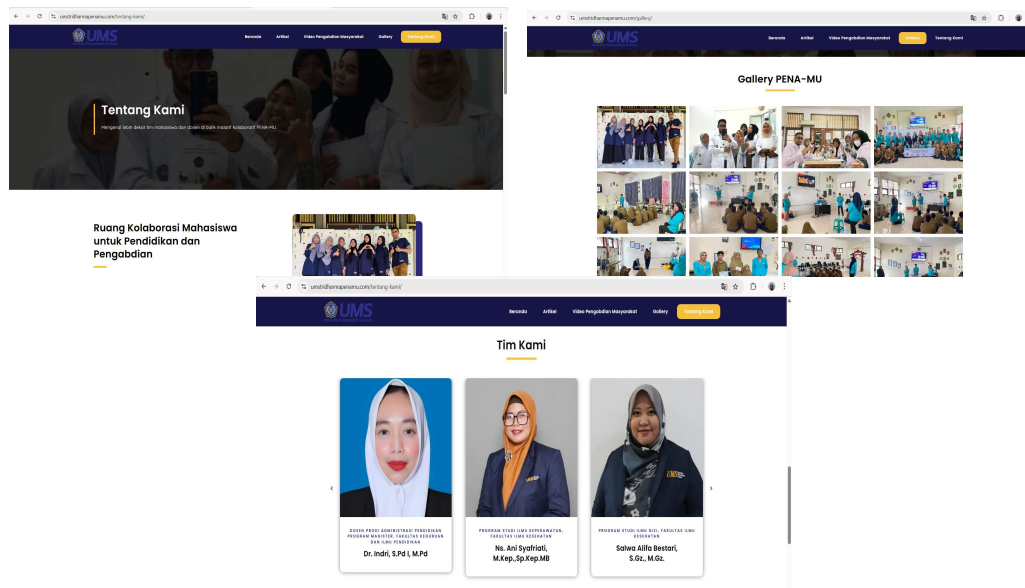 umstridharmapenamu.com/tentang-kami/
UMS
Beranda Artikel Video Pengabdian Masyarakat Gallery Tentang Kami
Tentang Kami
Mengenal lebih dekat tim mahasiswa dan dosen di balik inisiatif kolaboratif PENA-MU.
Ruang Kolaborasi Mahasiswa
untuk Pendidikan dan
Pengabdian
umstridharmapenamu.com/gallery/
UMS
Beranda Artikel Video Pengabdian Masyarakat Gallery Tentang Kami
Gallery PENA-MU
umstridharmapenamu.com/tentang-kami/
UMS
Beranda Artikel Video Pengabdian Masyarakat Gallery Tentang Kami
Tim Kami
DOSEN PRODI ADMINISTRASI PENDIDIKAN
PROGRAM MAGISTER, FAKULTAS KEGURUAN
DAN ILMU PENDIDIKAN
Dr. Indri, S.Pd I, M.Pd
UMS
PROGRAM STUDI ILMU KEPERAWATAN,
FAKULTAS ILMU KESEHATAN
Ns. Ani Syafriati,
M.Kep.,Sp.Kep.MB
UMS
PROGRAM STUDI ILMU GIZI, FAKULTAS ILMU
KESEHATAN
Salwa Alifa Bestari,
S.Gz., M.Gz.